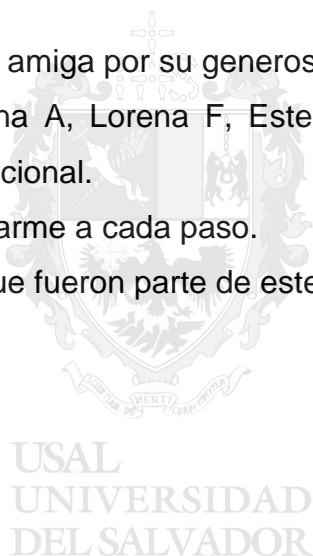 amiga por su generos
na A, Lorena F, Este
cional.
arme a cada paso.
ue fueron parte de este
USAL
UNIVERSIDAD
DEL SALVADOR